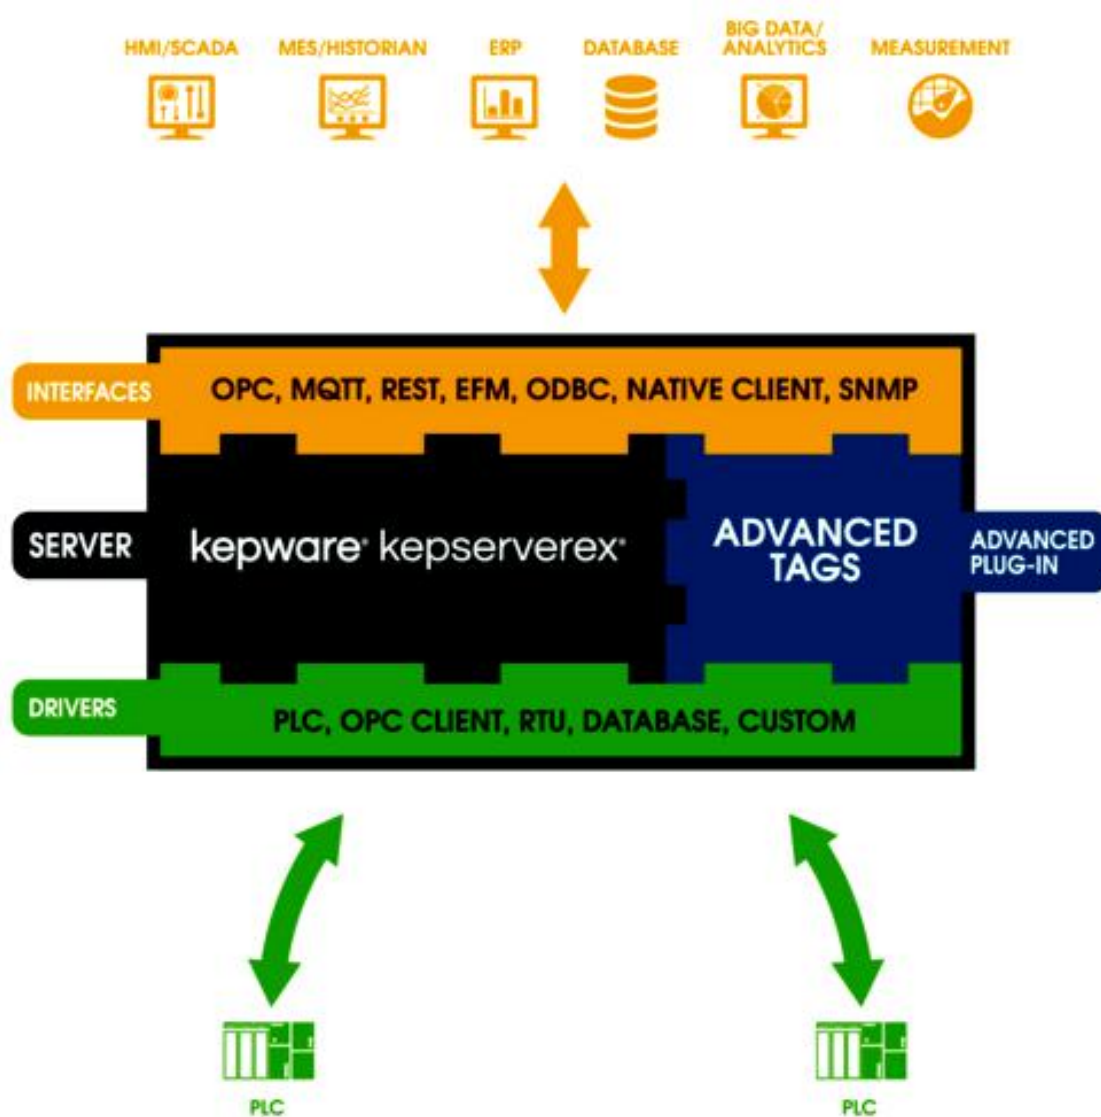 HMI/SCADA
MES/HISTORIAN
ERP
DATABASE
BIG DATA/
ANALYTICS
MEASUREMENT
INTERFACES
OPC, MQTT, REST, EFM, ODBC, NATIVE CLIENT, SNMP
SERVER
kepware® kepserverex®
ADVANCED
TAGS
ADVANCED
PLUG-IN
DRIVERS
PLC, OPC CLIENT, RTU, DATABASE, CUSTOM
PLC
PLC